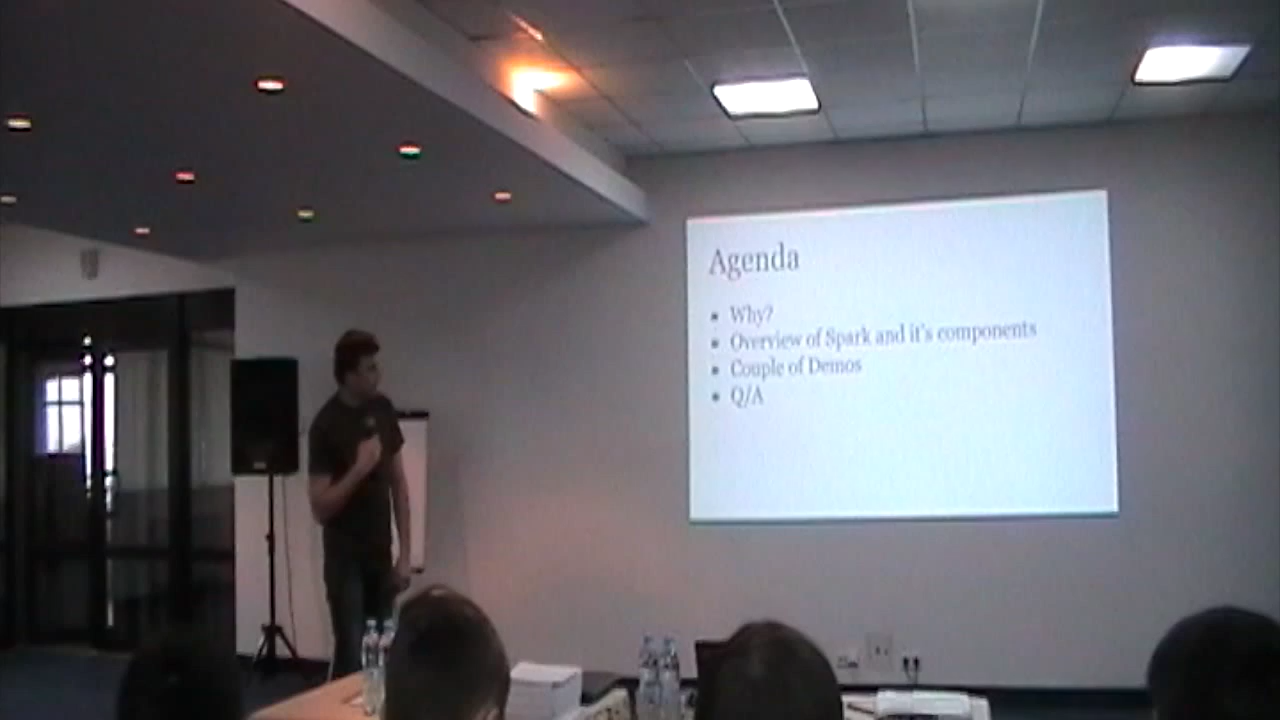 Agenda
• Why?
• Overview of Spark and it's components
• Couple of Demos
• Q/A